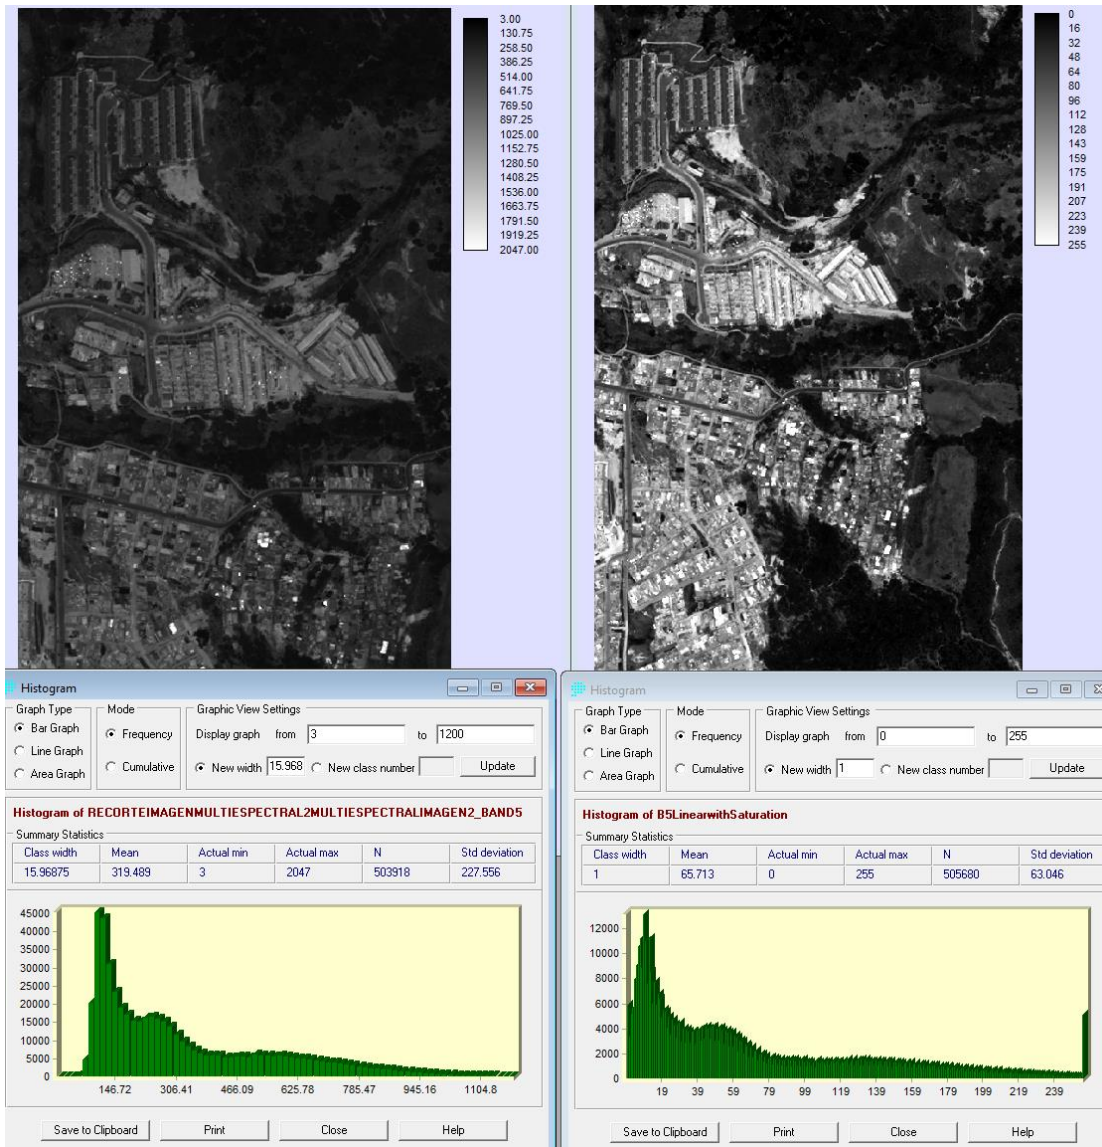 3.00
130.75
258.50
386.25
514.00
641.75
769.50
897.25
1025.00
1152.75
1280.50
1408.25
1536.00
1663.75
1791.50
1919.25
2047.00
0
16
32
48
64
80
96
112
128
143
159
175
191
207
223
239
255
Histogram
Graph Type
Bar Graph
Line Graph
Area Graph
Mode
Frequency
Cumulative
Graphic View Settings
Display graph from 3 to 1200
New width 15.968 New class number Update
Histogram of RECORTEIMAGENMULTIESPECTRAL2MULTIESPECTRALIMAGEN2_BAND5
Summary Statistics
Class width Mean Actual min Actual max N Std deviation
15.96875 319.489 3 2047 503918 227.556
45000
40000
35000
30000
25000
20000
15000
10000
5000
0
146.72 306.41 466.09 625.78 785.47 945.16 1104.8
Save to Clipboard Print Close Help
Histogram
Graph Type
Bar Graph
Line Graph
Area Graph
Mode
Frequency
Cumulative
Graphic View Settings
Display graph from 0 to 255
New width 1 New class number Update
Histogram of B5LinearwithSaturation
Summary Statistics
Class width Mean Actual min Actual max N Std deviation
1 65.713 0 255 505680 63.046
12000
10000
8000
6000
4000
2000
0
19 39 59 79 99 119 139 159 179 199 219 239
Save to Clipboard Print Close Help